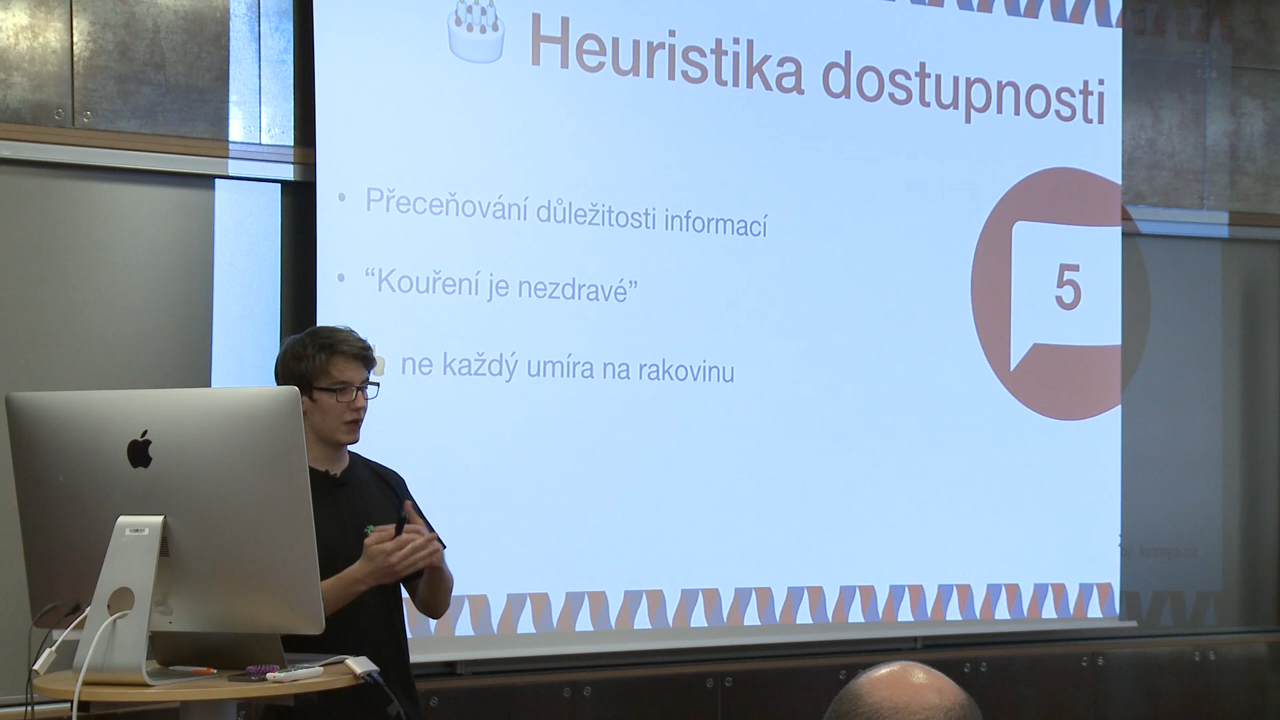 Heuristika dostupnosti
• Přeceňování důležitosti informací
• “Kouření je nezdravé”
ne každý umíra na rakovinu
5